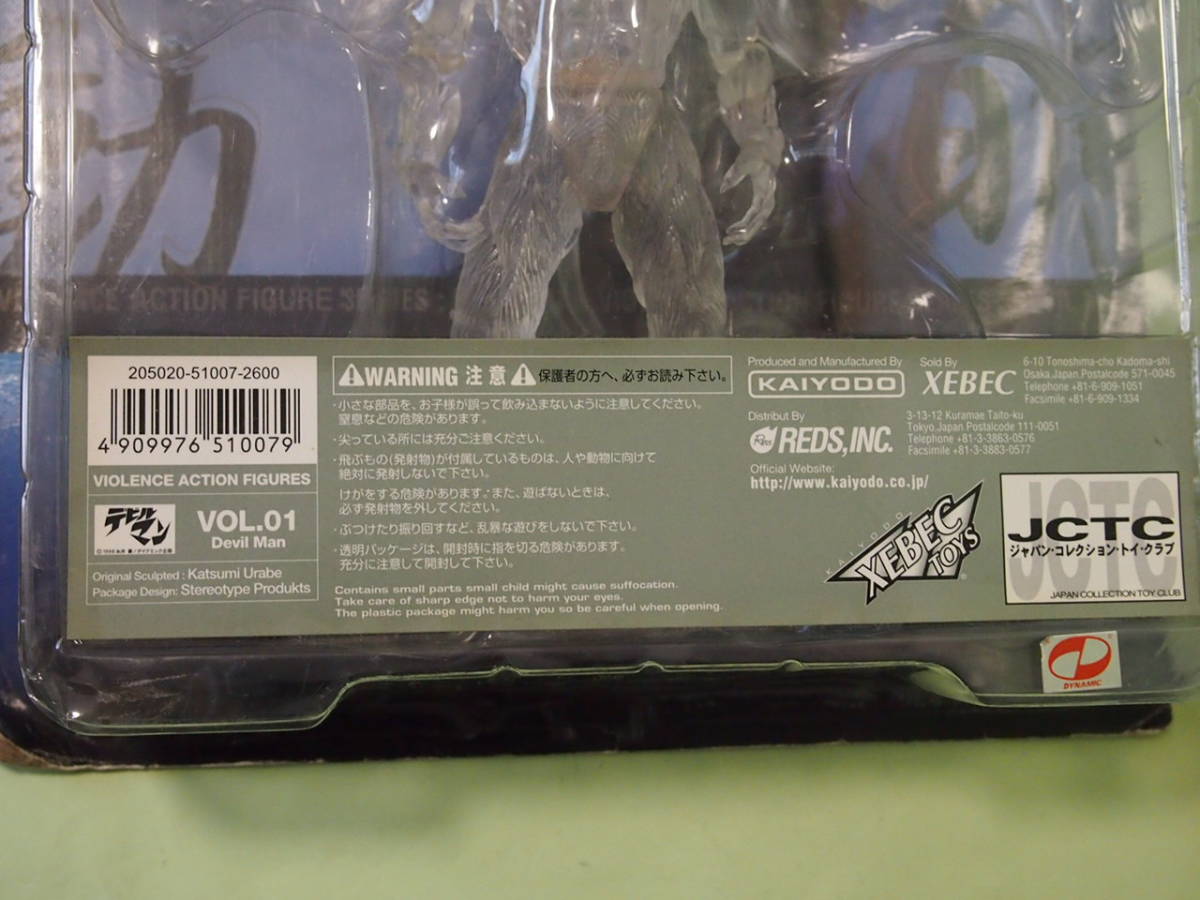 動
VIOLENCE ACTION FIGURE SERIES :
205020-51007-2600
4 909976 510079
VIOLENCE ACTION FIGURES
デビルマン
VOL.01
Devil Man
Original Sculpted : Katsumi Urabe
Package Design: Stereotype Produkts
WARNING 注意 保護者の方へ、必ずお読み下さい。
・小さな部品を、お子様が誤って飲み込まないように注意してください。
窒息などの危険があります。
・尖っている所には充分ご注意ください。
・飛ぶもの(発射物)が付属しているものは、人や動物に向けて
絶対に発射しないで下さい。
けがをする危険があります。また、遊ばないときは、
必ず発射物を外してください。
・ぶつけたり振り回すなど、乱暴な遊びをしないで下さい。
・透明パッケージは、開封時に指を切る危険があります。
充分に注意して開封して下さい。
Contains small parts small child might cause suffocation.
Take care of sharp edge not to harm your eyes.
The plastic package might harm you so be careful when opening.
Produced and Manufactured By
KAIYODO
Distribut By
REDS,INC.
Official Website:
http://www.kaiyodo.co.jp/
Sold By
XEBEC
6-10 Tonoshima-cho Kadoma-shi
Osaka Japan Postalcode 571-0045
Telephone +81-6-909-1051
Facsimile +81-6-909-1334
3-13-12 Kuramae Taito-ku
Tokyo.Japan Postalcode 111-0051
Telephone +81-3-3863-0576
Facsimile +81-3-3883-0577
KAIYODO
XEBEC
TOYS
JCTC
ジャパン・コレクション・トイ・クラブ
JAPAN COLLECTION TOY CLUB
DYNAMIC